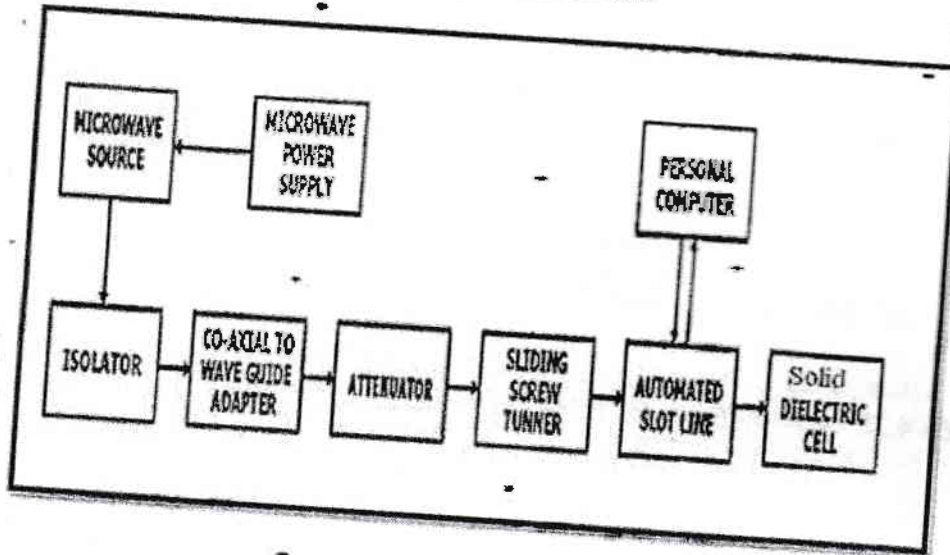 MICROWAVE
SOURCE
MICROWAVE
POWER
SUPPLY
PERSONAL
COMPUTER
ISOLATOR
CO-AXIAL TO
WAVE GUIDE
ADAPTER
ATTENUATOR
SLIDING
SCREW
TUNNER
AUTOMATED
SLOT LINE
Solid
DIELECTRIC
CELL